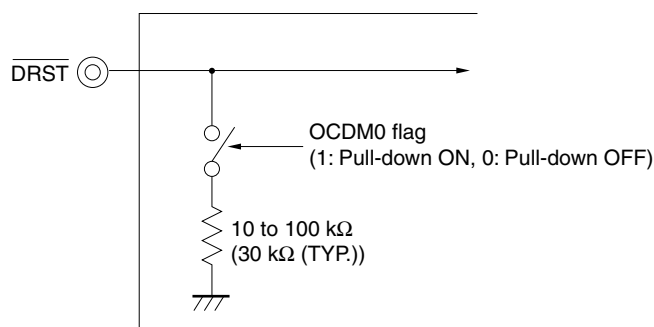 DRST
OCDM0 flag
(1: Pull-down ON, 0: Pull-down OFF)
10 to 100 kΩ
(30 kΩ (TYP.))